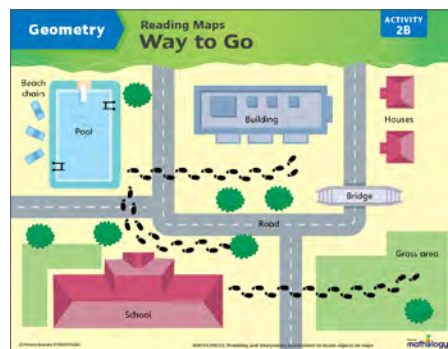 Geometry
Reading Maps
Way to Go
ACTIVITY
2B
Beach
chairs
Pool
Building
Houses
Bridge
Road
Grass area
School
mathology